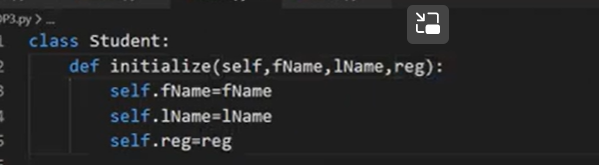 OP3.py > ...
1 class Student:
2     def initialize(self,fName,lName,reg):
3         self.fName=fName
4         self.lName=lName
5         self.reg=reg